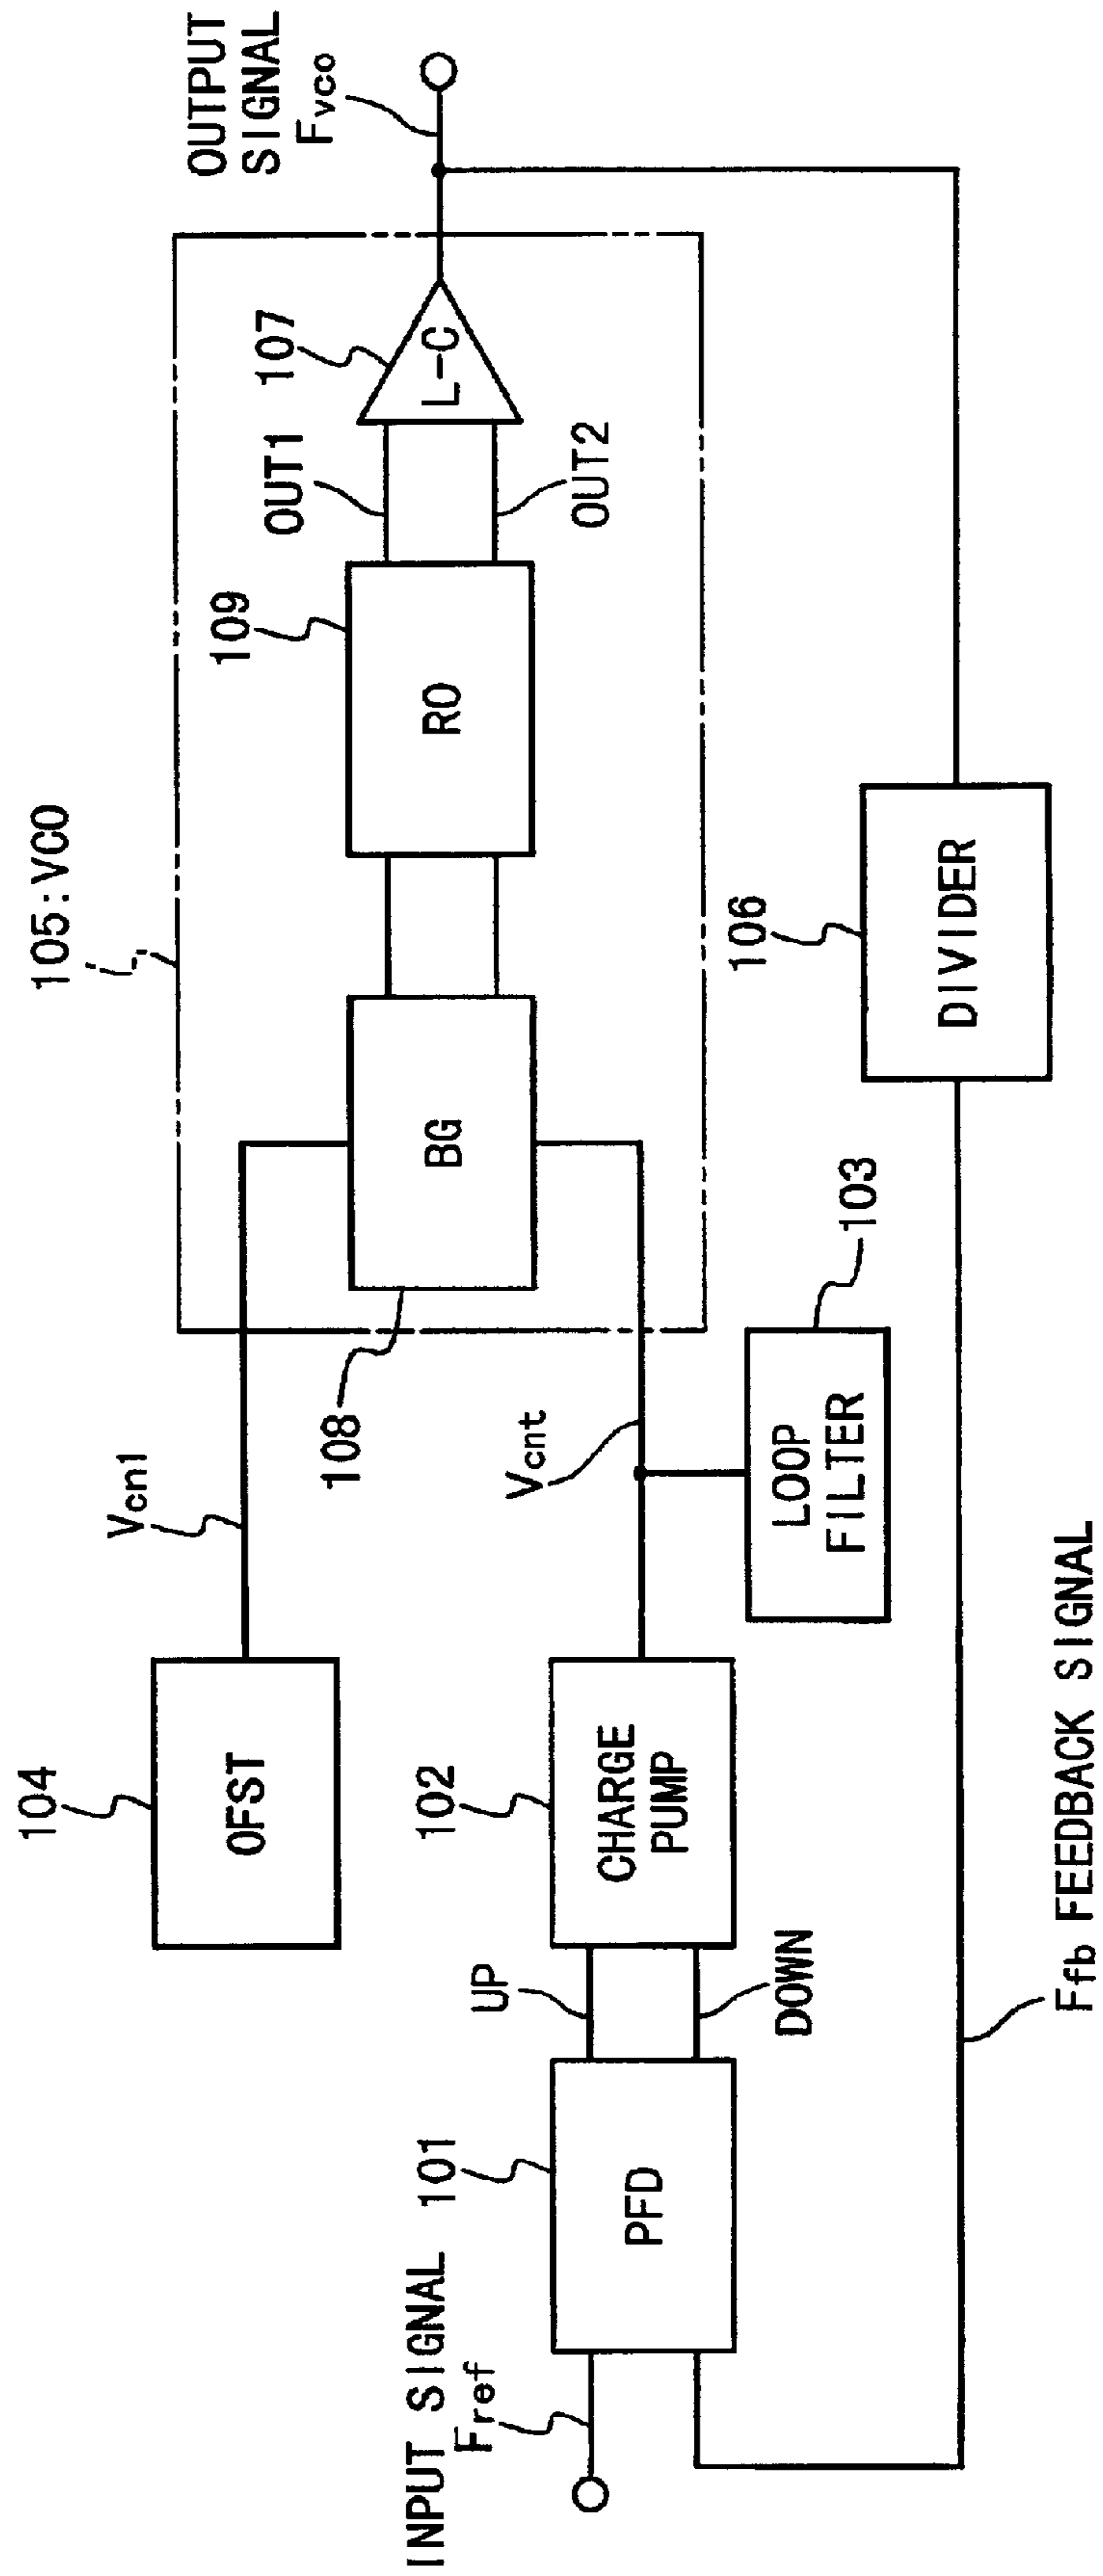 105:VCO
OUTPUT
SIGNAL
Fvco
104
OFST
Vcn1
108
BG
109
RO
OUT1
OUT2
107
L-C
INPUT SIGNAL
Fref
101
PFD
UP
DOWN
102
CHARGE
PUMP
Vcnt
LOOP
FILTER
103
106
DIVIDER
Ffb FEEDBACK SIGNAL